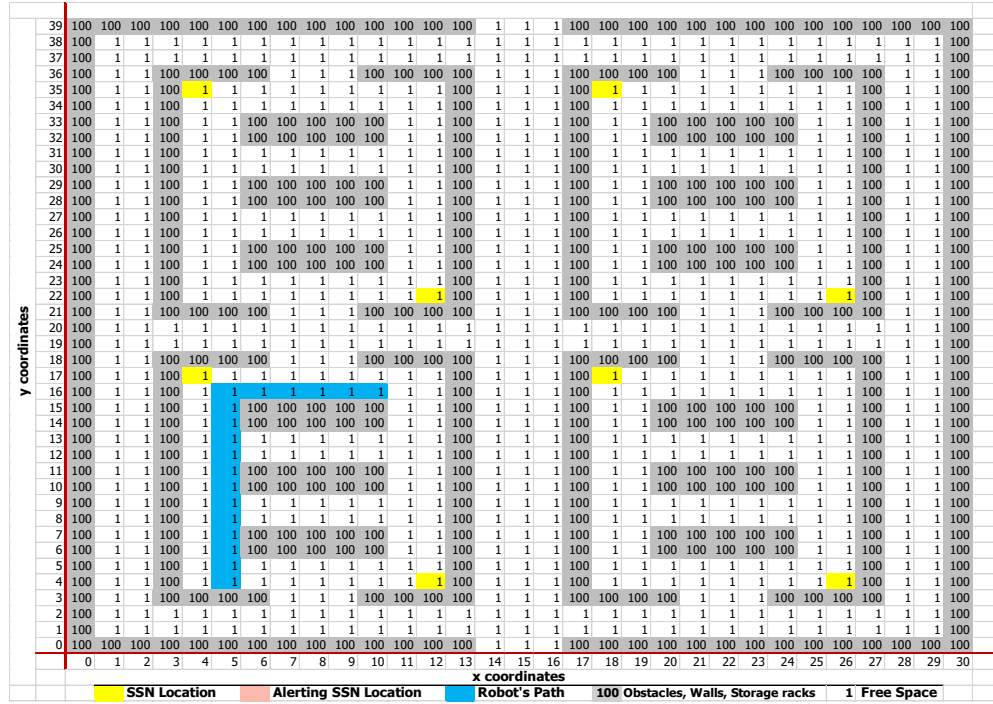 39 100 100 100 100 100 100 100 100 100 100 100 100 100 100 1 1 1 100 100 100 100 100 100 100 100 100 100 100 100 100 100
38 100 1 1 1 1 1 1 1 1 1 1 1 1 1 1 1 1 1 1 1 1 1 1 1 1 1 1 1 1 1 100
37 100 1 1 1 1 1 1 1 1 1 1 1 1 1 1 1 1 1 1 1 1 1 1 1 1 1 1 1 1 1 100
36 100 1 1 100 100 100 100 1 1 1 100 100 100 100 1 1 1 100 100 100 100 1 1 1 100 100 100 100 1 1 100
35 100 1 1 100 1 1 1 1 1 1 1 1 1 100 1 1 1 100 1 1 1 1 1 1 1 1 1 100 1 1 100
34 100 1 1 100 1 1 1 1 1 1 1 1 1 100 1 1 1 100 1 1 1 1 1 1 1 1 1 100 1 1 100
33 100 1 1 100 1 1 100 100 100 100 100 1 1 100 1 1 1 100 1 1 100 100 100 100 100 1 1 100 1 1 100
32 100 1 1 100 1 1 100 100 100 100 100 1 1 100 1 1 1 100 1 1 100 100 100 100 100 1 1 100 1 1 100
31 100 1 1 100 1 1 1 1 1 1 1 1 1 100 1 1 1 100 1 1 1 1 1 1 1 1 1 100 1 1 100
30 100 1 1 100 1 1 1 1 1 1 1 1 1 100 1 1 1 100 1 1 1 1 1 1 1 1 1 100 1 1 100
29 100 1 1 100 1 1 100 100 100 100 100 1 1 100 1 1 1 100 1 1 100 100 100 100 100 1 1 100 1 1 100
28 100 1 1 100 1 1 100 100 100 100 100 1 1 100 1 1 1 100 1 1 100 100 100 100 100 1 1 100 1 1 100
27 100 1 1 100 1 1 1 1 1 1 1 1 1 100 1 1 1 100 1 1 1 1 1 1 1 1 1 100 1 1 100
26 100 1 1 100 1 1 1 1 1 1 1 1 1 100 1 1 1 100 1 1 1 1 1 1 1 1 1 100 1 1 100
25 100 1 1 100 1 1 100 100 100 100 100 1 1 100 1 1 1 100 1 1 100 100 100 100 100 1 1 100 1 1 100
24 100 1 1 100 1 1 100 100 100 100 100 1 1 100 1 1 1 100 1 1 100 100 100 100 100 1 1 100 1 1 100
23 100 1 1 100 1 1 1 1 1 1 1 1 1 100 1 1 1 100 1 1 1 1 1 1 1 1 1 100 1 1 100
22 100 1 1 100 1 1 1 1 1 1 1 1 1 100 1 1 1 100 1 1 1 1 1 1 1 1 1 100 1 1 100
21 100 1 1 100 100 100 100 1 1 1 100 100 100 100 1 1 1 100 100 100 100 1 1 1 100 100 100 100 1 1 100
20 100 1 1 1 1 1 1 1 1 1 1 1 1 1 1 1 1 1 1 1 1 1 1 1 1 1 1 1 1 1 100
19 100 1 1 1 1 1 1 1 1 1 1 1 1 1 1 1 1 1 1 1 1 1 1 1 1 1 1 1 1 1 100
18 100 1 1 100 100 100 100 1 1 1 100 100 100 100 1 1 1 100 100 100 100 1 1 1 100 100 100 100 1 1 100
17 100 1 1 100 1 1 1 1 1 1 1 1 1 100 1 1 1 100 1 1 1 1 1 1 1 1 1 100 1 1 100
16 100 1 1 100 1 1 1 1 1 1 1 1 1 100 1 1 1 100 1 1 1 1 1 1 1 1 1 100 1 1 100
15 100 1 1 100 1 1 100 100 100 100 100 1 1 100 1 1 1 100 1 1 100 100 100 100 100 1 1 100 1 1 100
14 100 1 1 100 1 1 100 100 100 100 100 1 1 100 1 1 1 100 1 1 100 100 100 100 100 1 1 100 1 1 100
13 100 1 1 100 1 1 1 1 1 1 1 1 1 100 1 1 1 100 1 1 1 1 1 1 1 1 1 100 1 1 100
12 100 1 1 100 1 1 1 1 1 1 1 1 1 100 1 1 1 100 1 1 1 1 1 1 1 1 1 100 1 1 100
11 100 1 1 100 1 1 100 100 100 100 100 1 1 100 1 1 1 100 1 1 100 100 100 100 100 1 1 100 1 1 100
10 100 1 1 100 1 1 100 100 100 100 100 1 1 100 1 1 1 100 1 1 100 100 100 100 100 1 1 100 1 1 100
9 100 1 1 100 1 1 1 1 1 1 1 1 1 100 1 1 1 100 1 1 1 1 1 1 1 1 1 100 1 1 100
8 100 1 1 100 1 1 1 1 1 1 1 1 1 100 1 1 1 100 1 1 1 1 1 1 1 1 1 100 1 1 100
7 100 1 1 100 1 1 100 100 100 100 100 1 1 100 1 1 1 100 1 1 100 100 100 100 100 1 1 100 1 1 100
6 100 1 1 100 1 1 100 100 100 100 100 1 1 100 1 1 1 100 1 1 100 100 100 100 100 1 1 100 1 1 100
5 100 1 1 100 1 1 1 1 1 1 1 1 1 100 1 1 1 100 1 1 1 1 1 1 1 1 1 100 1 1 100
4 100 1 1 100 1 1 1 1 1 1 1 1 1 100 1 1 1 100 1 1 1 1 1 1 1 1 1 100 1 1 100
3 100 1 1 100 100 100 100 1 1 1 100 100 100 100 1 1 1 100 100 100 100 1 1 1 100 100 100 100 1 1 100
2 100 1 1 1 1 1 1 1 1 1 1 1 1 1 1 1 1 1 1 1 1 1 1 1 1 1 1 1 1 1 100
1 100 1 1 1 1 1 1 1 1 1 1 1 1 1 1 1 1 1 1 1 1 1 1 1 1 1 1 1 1 1 100
0 100 100 100 100 100 100 100 100 100 100 100 100 100 100 1 1 1 100 100 100 100 100 100 100 100 100 100 100 100 100 100
0 1 2 3 4 5 6 7 8 9 10 11 12 13 14 15 16 17 18 19 20 21 22 23 24 25 26 27 28 29 30
y coordinates
x coordinates
SSN Location Alerting SSN Location Robot's Path 100 Obstacles, Walls, Storage racks 1 Free Space